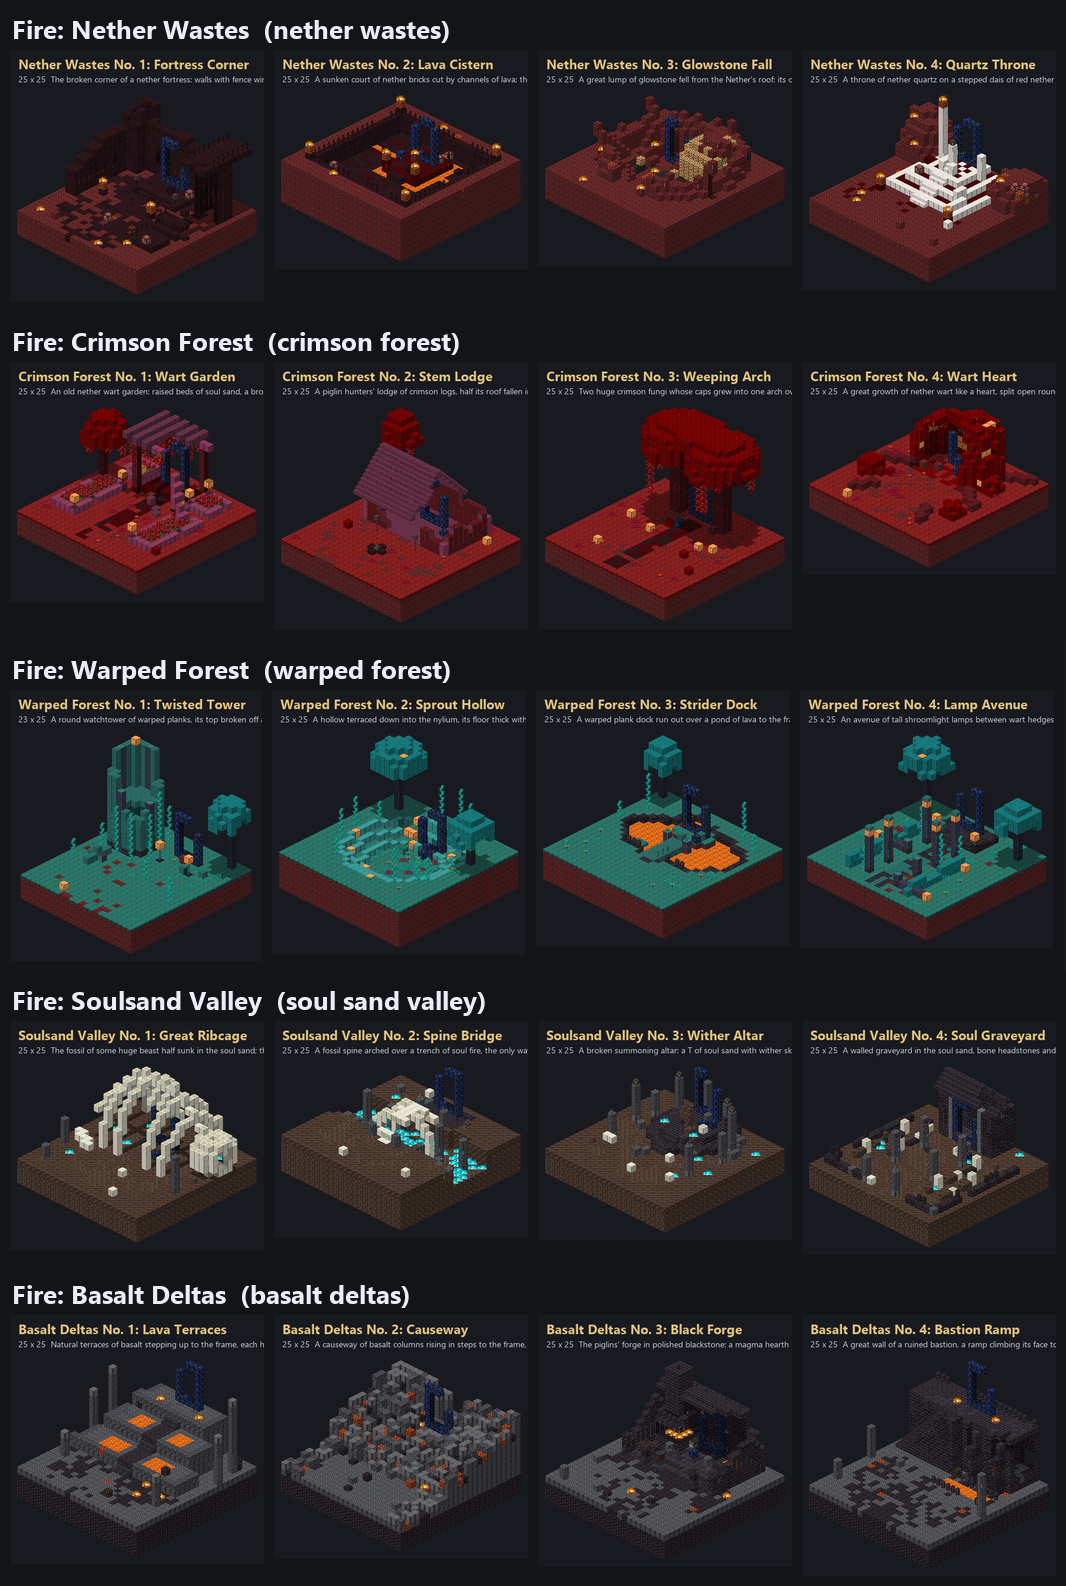 Fire: Nether Wastes (nether wastes)
Nether Wastes No. 1: Fortress Corner
25 x 25 The broken corner of a nether fortress: walls with fence wir
Nether Wastes No. 2: Lava Cistern
25 x 25 A sunken court of nether bricks cut by channels of lava; th
Nether Wastes No. 3: Glowstone Fall
25 x 25 A great lump of glowstone fell from the Nether's roof: its c
Nether Wastes No. 4: Quartz Throne
25 x 25 A throne of nether quartz on a stepped dais of red nether
Fire: Crimson Forest (crimson forest)
Crimson Forest No. 1: Wart Garden
25 x 25 An old nether wart garden: raised beds of soul sand, a bro
Crimson Forest No. 2: Stem Lodge
25 x 25 A piglin hunters' lodge of crimson logs, half its roof fallen i
Crimson Forest No. 3: Weeping Arch
25 x 25 Two huge crimson fungi whose caps grew into one arch ov
Crimson Forest No. 4: Wart Heart
25 x 25 A great growth of nether wart like a heart, split open roun
Fire: Warped Forest (warped forest)
Warped Forest No. 1: Twisted Tower
23 x 25 A round watchtower of warped planks, its top broken off
Warped Forest No. 2: Sprout Hollow
25 x 25 A hollow terraced down into the nylium, its floor thick with
Warped Forest No. 3: Strider Dock
25 x 25 A warped plank dock run out over a pond of lava to the fr
Warped Forest No. 4: Lamp Avenue
25 x 25 An avenue of tall shroomlight lamps between wart hedges
Fire: Soulsand Valley (soul sand valley)
Soulsand Valley No. 1: Great Ribcage
25 x 25 The fossil of some huge beast half sunk in the soul sand; th
Soulsand Valley No. 2: Spine Bridge
25 x 25 A fossil spine arched over a trench of soul fire, the only wa
Soulsand Valley No. 3: Wither Altar
25 x 25 A broken summoning altar: a T of soul sand with wither sk
Soulsand Valley No. 4: Soul Graveyard
25 x 25 A walled graveyard in the soul sand, bone headstones and
Fire: Basalt Deltas (basalt deltas)
Basalt Deltas No. 1: Lava Terraces
25 x 25 Natural terraces of basalt stepping up to the frame, each h
Basalt Deltas No. 2: Causeway
25 x 25 A causeway of basalt columns rising in steps to the frame,
Basalt Deltas No. 3: Black Forge
25 x 25 The piglins' forge in polished blackstone: a magma hearth
Basalt Deltas No. 4: Bastion Ramp
25 x 25 A great wall of a ruined bastion, a ramp climbing its face to